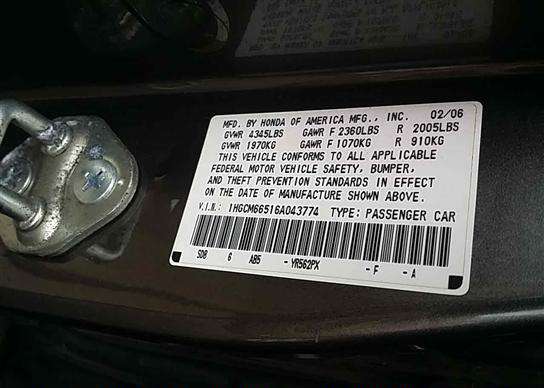 MFD. BY HONDA OF AMERICA MFG., INC. 02/06
GVWR 4345LBS GAWR F 2360LBS R 2005LBS
GVWR 1970KG GAWR F 1070KG R 910KG
THIS VEHICLE CONFORMS TO ALL APPLICABLE
FEDERAL MOTOR VEHICLE SAFETY, BUMPER,
AND THEFT PREVENTION STANDARDS IN EFFECT
ON THE DATE OF MANUFACTURE SHOWN ABOVE.
V.I.N.: 1HGCM66516A043774 TYPE: PASSENGER CAR
SDB 6 AB5 - YR562PX - F - A